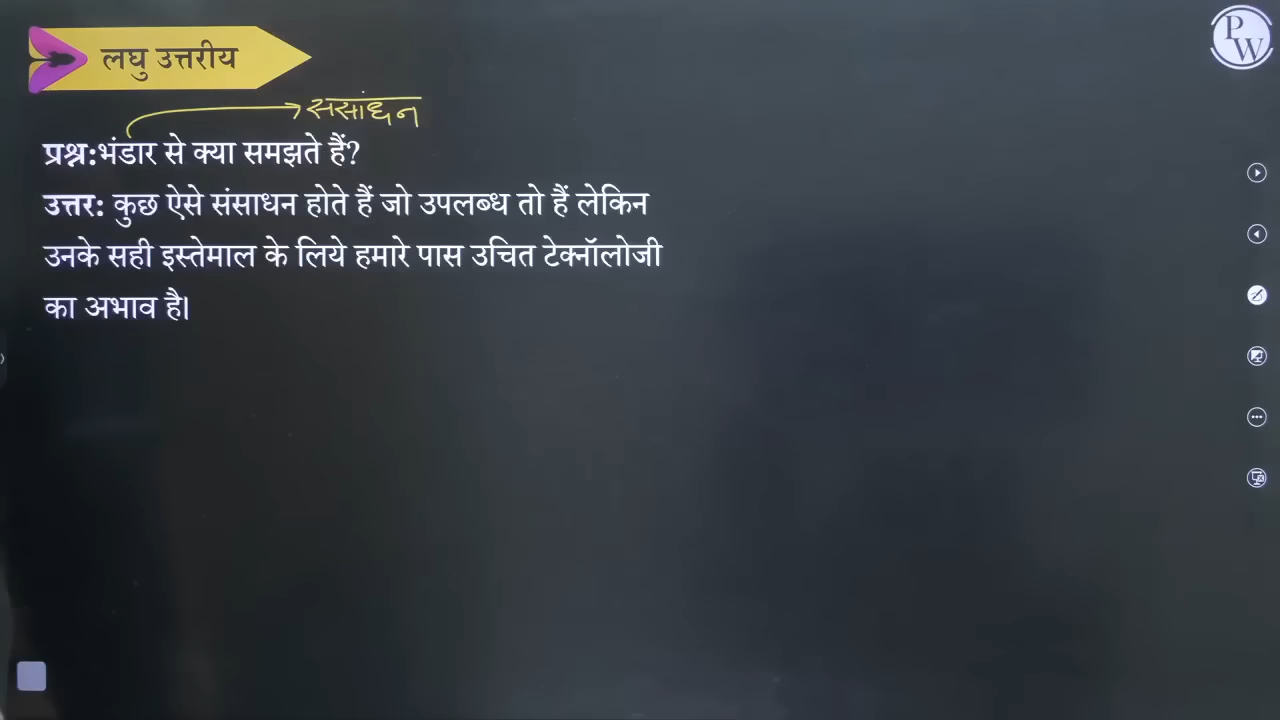 PW
लघु उत्तरीय
संसाधन
प्रश्न:भंडार से क्या समझते हैं?
उत्तर: कुछ ऐसे संसाधन होते हैं जो उपलब्ध तो हैं लेकिन
उनके सही इस्तेमाल के लिये हमारे पास उचित टेक्नॉलोजी
का अभाव है।